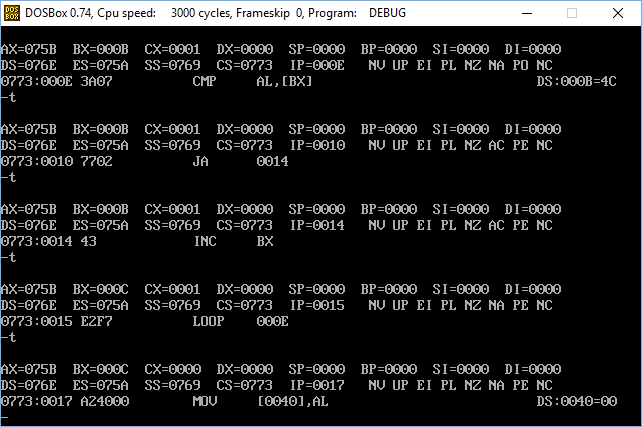 DOS BOX DOSBox 0.74, Cpu speed: 3000 cycles, Frameskip 0, Program: DEBUG
AX=075B BX=000B CX=0001 DX=0000 SP=0000 BP=0000 SI=0000 DI=0000
DS=076E ES=075A SS=0769 CS=0773 IP=000E NV UP EI PL NZ NA PO NC
0773:000E 3A07 CMP AL,[BX] DS:000B=4C
-t
AX=075B BX=000B CX=0001 DX=0000 SP=0000 BP=0000 SI=0000 DI=0000
DS=076E ES=075A SS=0769 CS=0773 IP=0010 NV UP EI PL NZ AC PE NC
0773:0010 7702 JA 0014
-t
AX=075B BX=000B CX=0001 DX=0000 SP=0000 BP=0000 SI=0000 DI=0000
DS=076E ES=075A SS=0769 CS=0773 IP=0014 NV UP EI PL NZ AC PE NC
0773:0014 43 INC BX
-t
AX=075B BX=000C CX=0001 DX=0000 SP=0000 BP=0000 SI=0000 DI=0000
DS=076E ES=075A SS=0769 CS=0773 IP=0015 NV UP EI PL NZ NA PE NC
0773:0015 E2F7 LOOP 000E
-t
AX=075B BX=000C CX=0000 DX=0000 SP=0000 BP=0000 SI=0000 DI=0000
DS=076E ES=075A SS=0769 CS=0773 IP=0017 NV UP EI PL NZ NA PE NC
0773:0017 A24000 MOV [0040],AL DS:0040=00
-